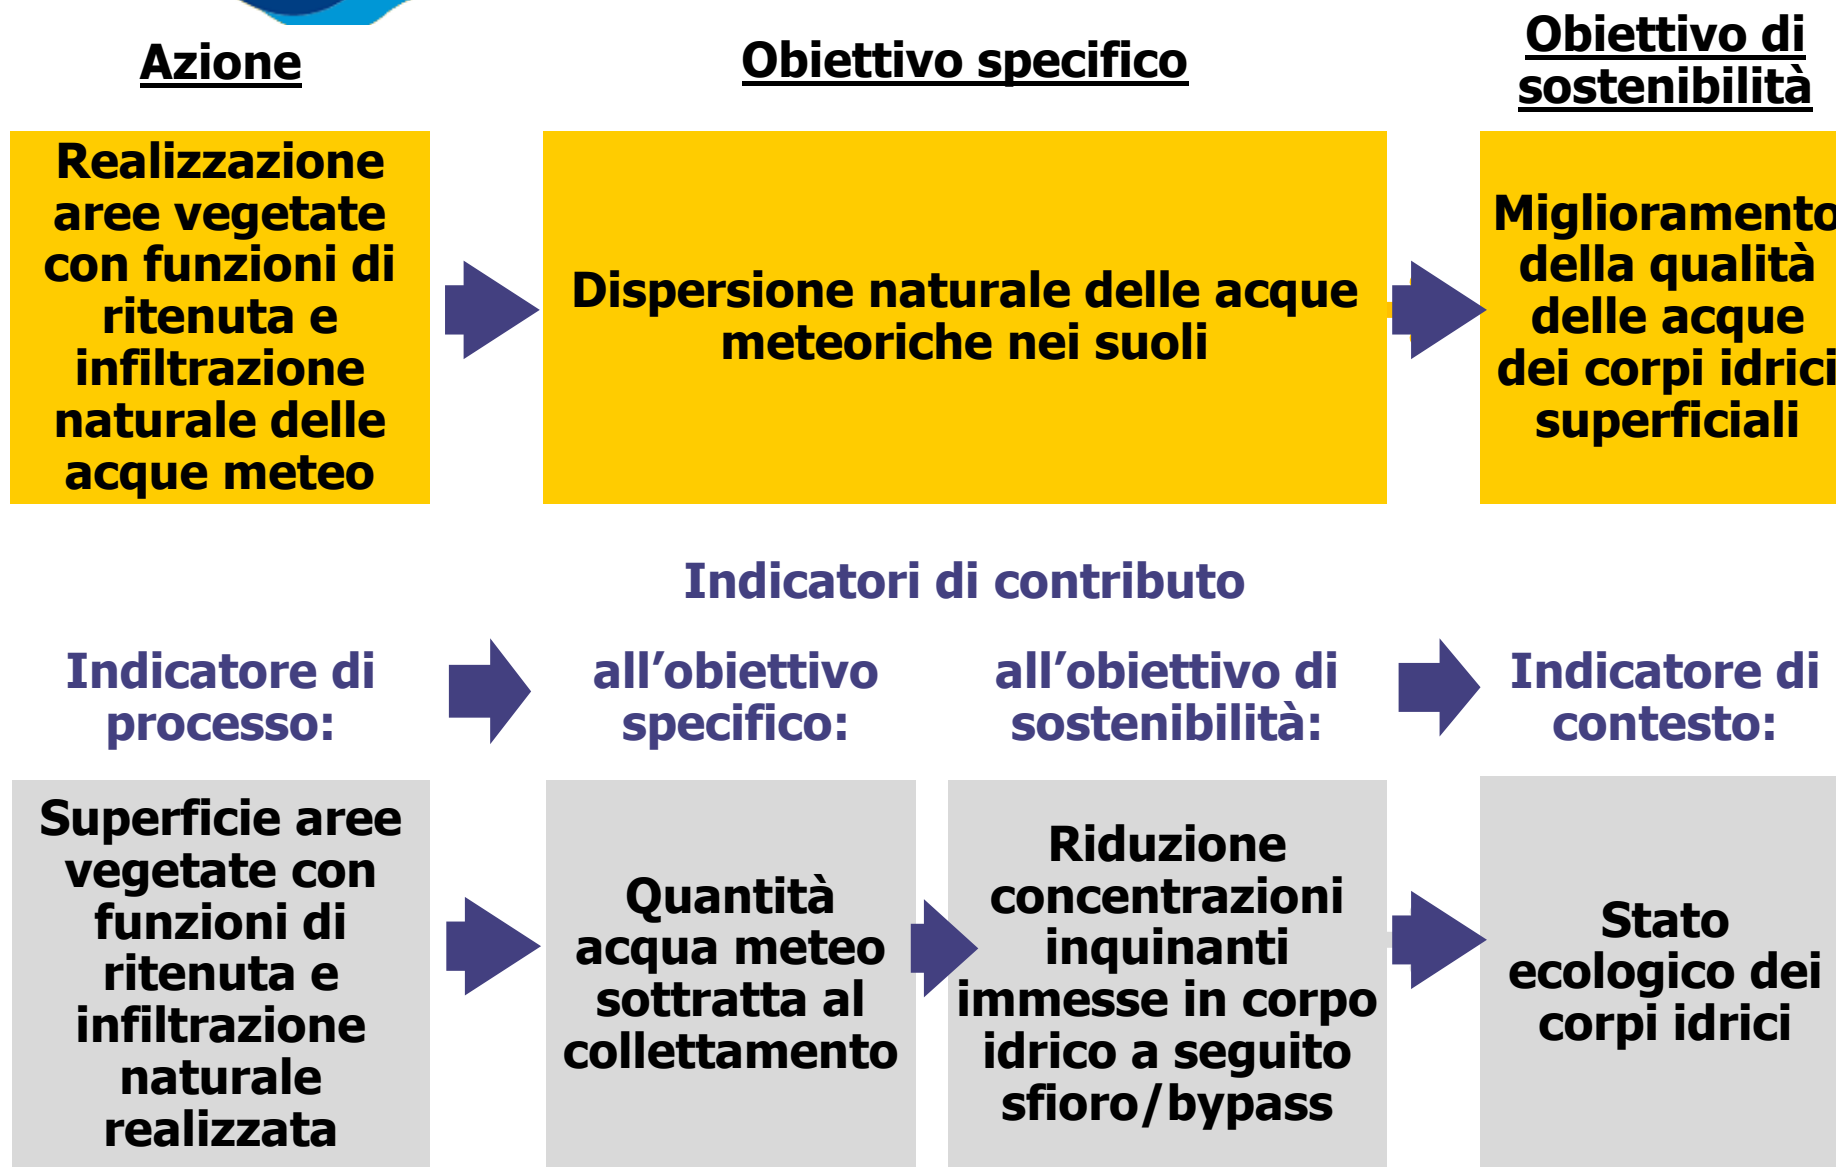 Azione
Obiettivo specifico
Obiettivo di
sostenibilità
Realizzazione
aree vegetate
con funzioni di
ritenuta e
infiltrazione
naturale delle
acque meteo
Dispersione naturale delle acque
meteoriche nei suoli
Miglioramento
della qualità
delle acque
dei corpi idrici
superficiali
Indicatori di contributo
Indicatore di
processo:
all’obiettivo
specifico:
all’obiettivo di
sostenibilità:
Indicatore di
contesto:
Superficie aree
vegetate con
funzioni di
ritenuta e
infiltrazione
naturale
realizzata
Quantità
acqua meteo
sottratta al
collettamento
Riduzione
concentrazioni
inquinanti
immesse in corpo
idrico a seguito
sfioro/bypass
Stato
ecologico dei
corpi idrici